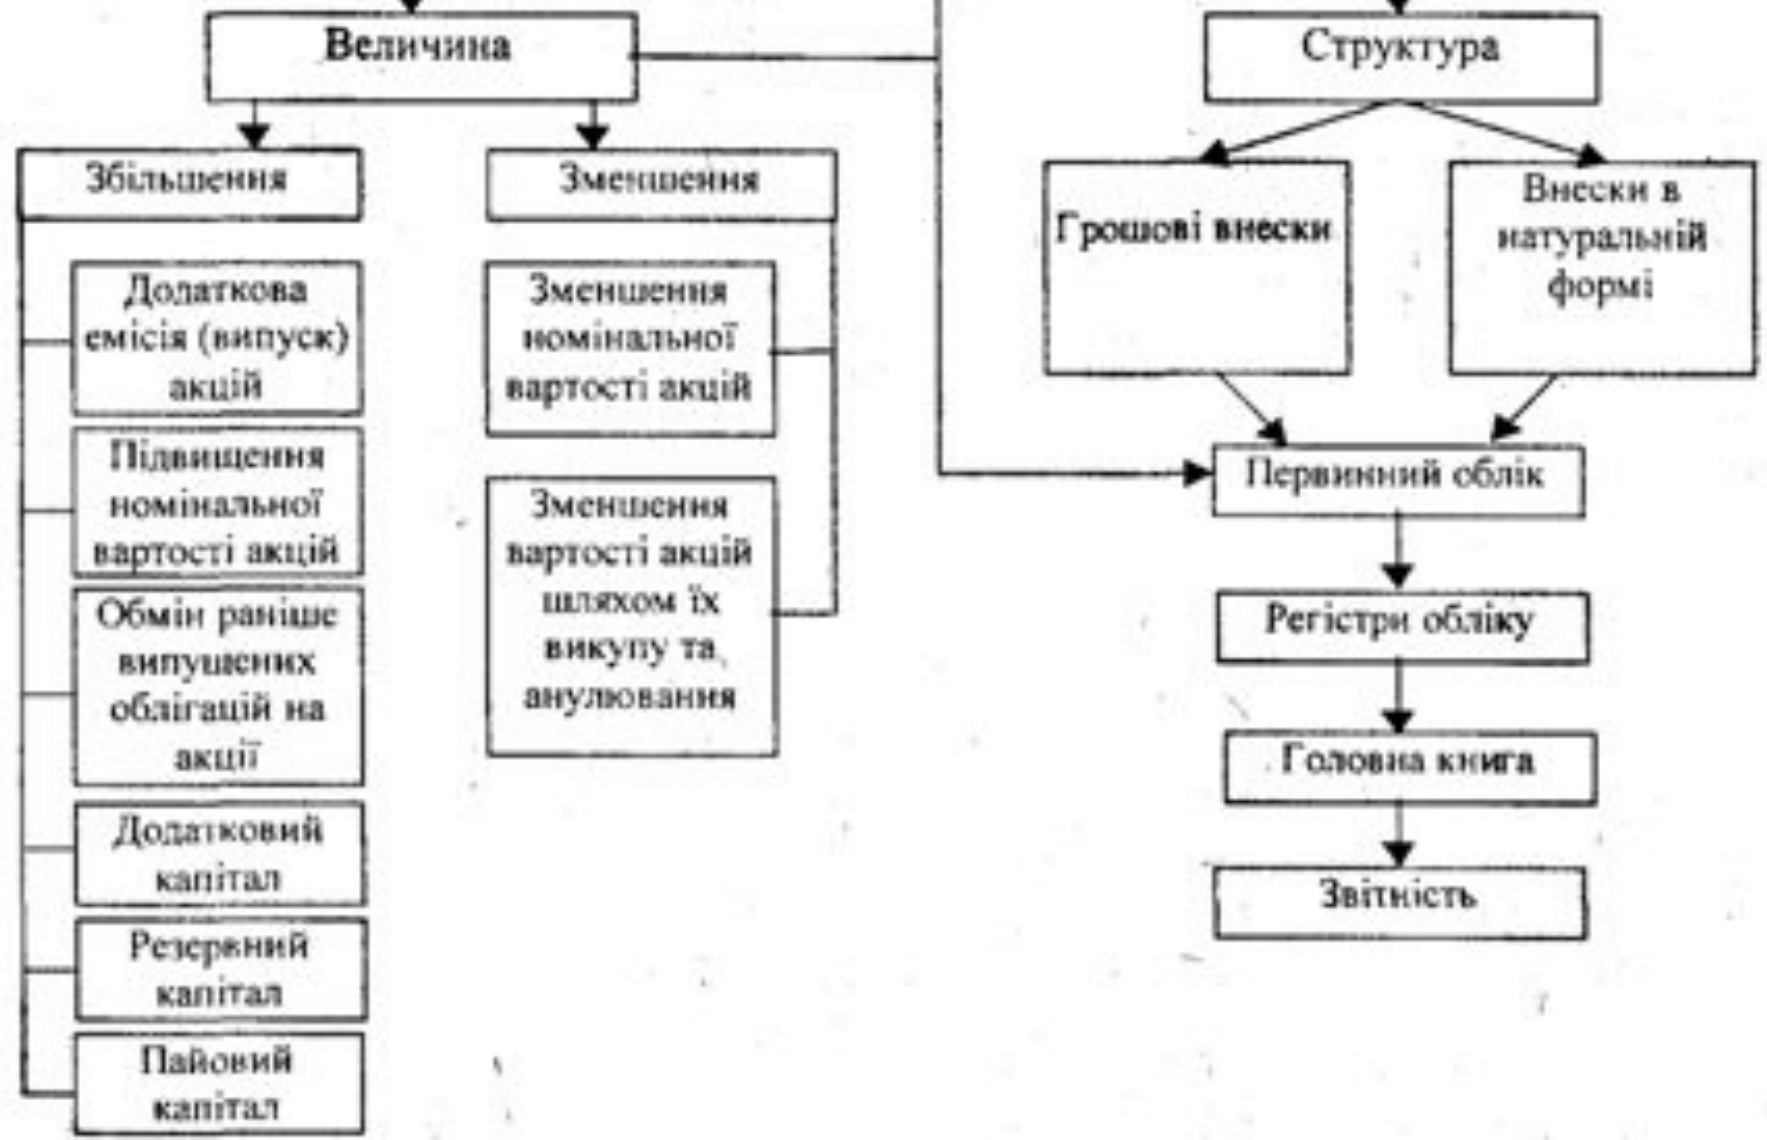 Величина
Структура
Збільшення
Зменшення
Грошові внески
Внески в
натуральній
формі
Додаткова
емісія (випуск)
акцій
Підвищення
номінальної
вартості акцій
Обмін раніше
випущених
облігацій на
акції
Додатковий
капітал
Резервний
капітал
Пайовий
капітал
Зменшення
номінальної
вартості акцій
Зменшення
вартості акцій
шляхом їх
викупу та
анулювання
Первинний облік
Регістри обліку
Головна книга
Звітність